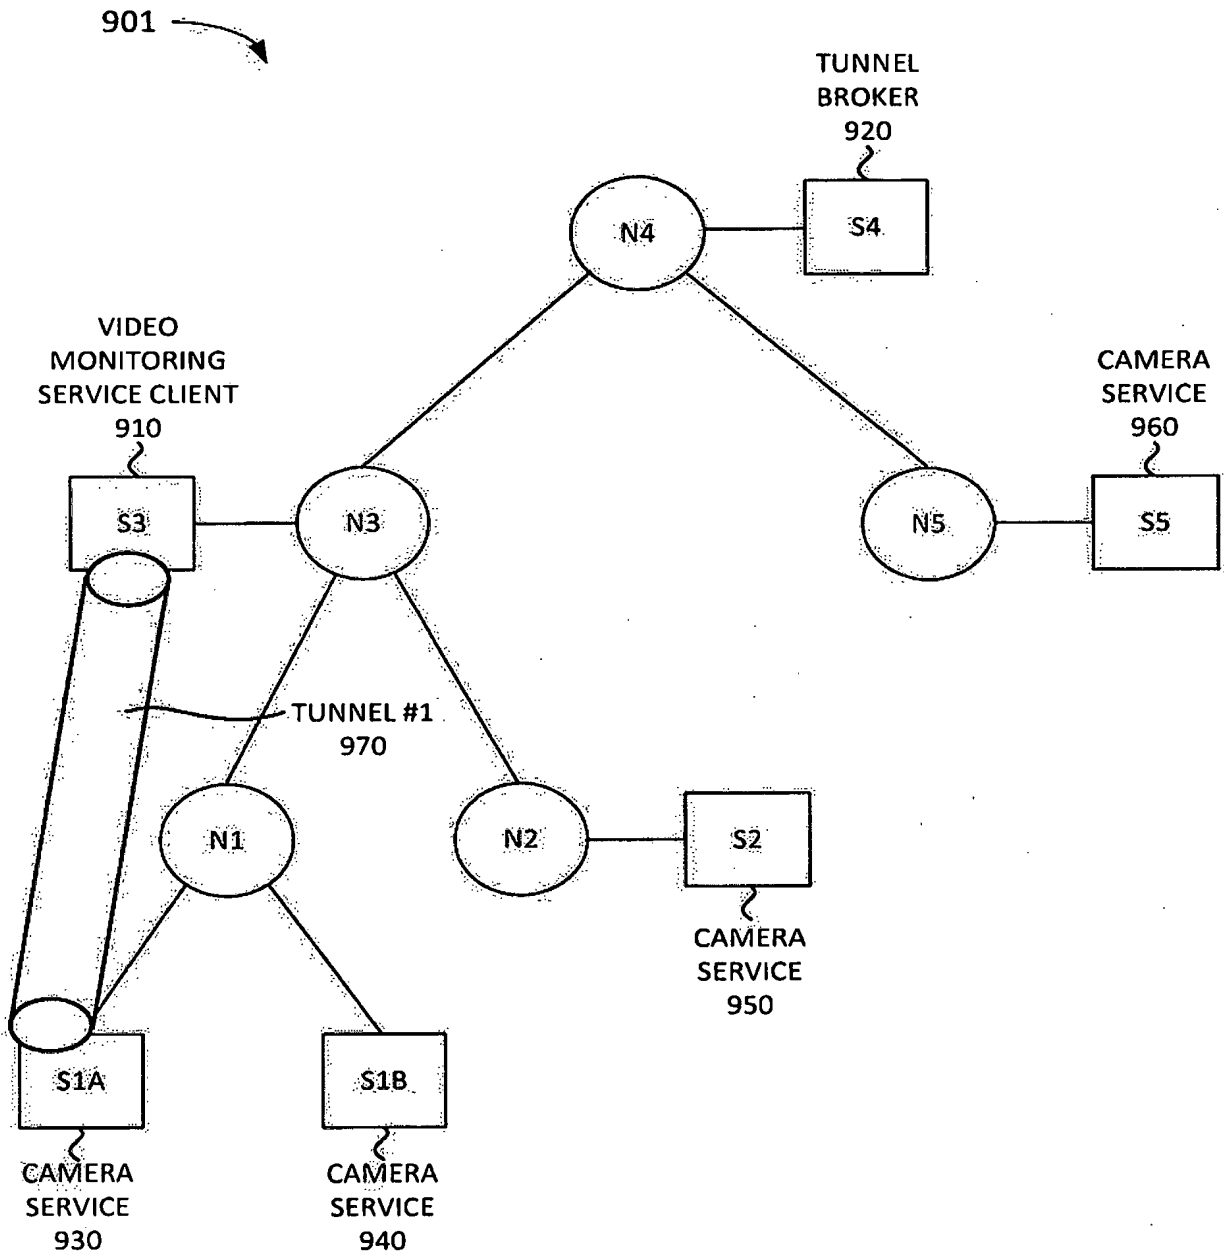 901
TUNNEL
BROKER
920
N4
S4
VIDEO
MONITORING
SERVICE CLIENT
910
CAMERA
SERVICE
960
S3
N3
N5
S5
TUNNEL #1
970
N1
N2
S2
CAMERA
SERVICE
950
S1A
S1B
CAMERA
SERVICE
930
CAMERA
SERVICE
940